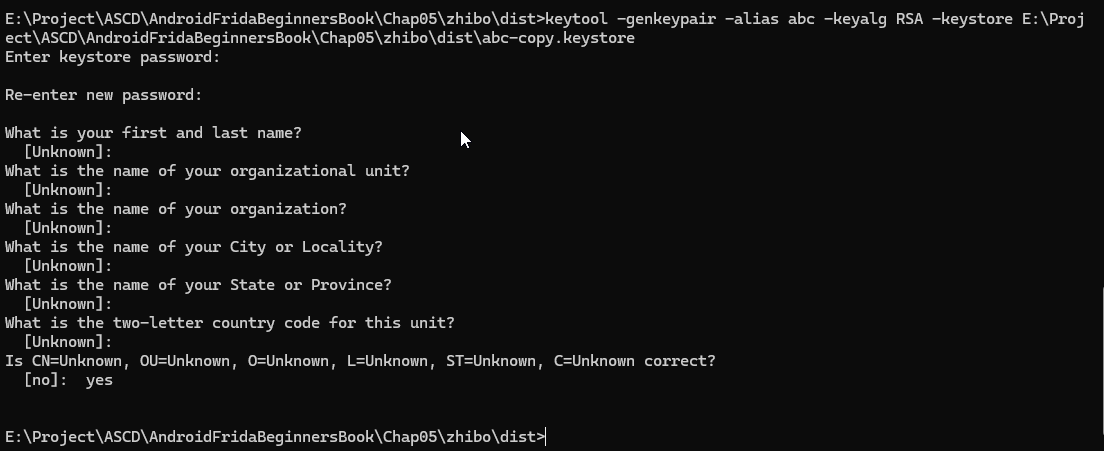 E:\Project\ASCD\AndroidFridaBeginnersBook\Chap05\zhibo\dist>keytool -genkeypair -alias abc -keyalg RSA -keystore E:\Proj
ect\ASCD\AndroidFridaBeginnersBook\Chap05\zhibo\dist\abc-copy.keystore
Enter keystore password:
Re-enter new password:
What is your first and last name?
  [Unknown]:
What is the name of your organizational unit?
  [Unknown]:
What is the name of your organization?
  [Unknown]:
What is the name of your City or Locality?
  [Unknown]:
What is the name of your State or Province?
  [Unknown]:
What is the two-letter country code for this unit?
  [Unknown]:
Is CN=Unknown, OU=Unknown, O=Unknown, L=Unknown, ST=Unknown, C=Unknown correct?
  [no]:  yes
E:\Project\ASCD\AndroidFridaBeginnersBook\Chap05\zhibo\dist>